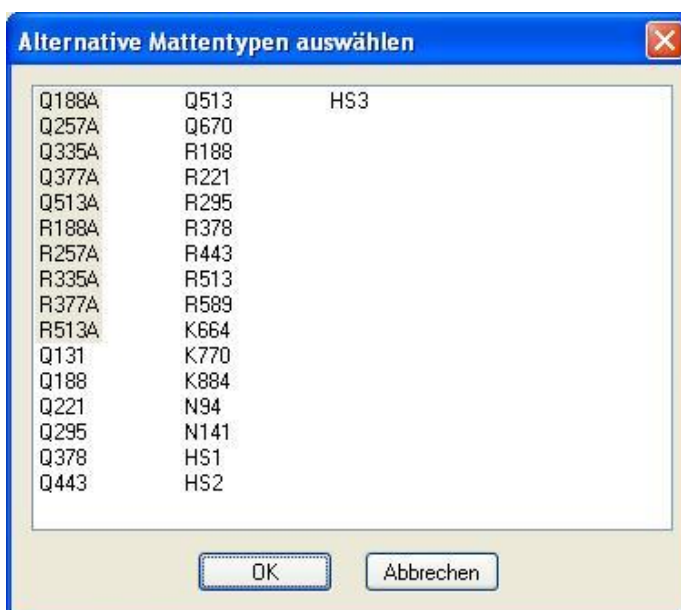 Alternative Mattentypen auswählen
Q188A Q513 HS3
Q257A Q670
Q335A R188
Q377A R221
Q513A R295
R188A R378
R257A R443
R335A R513
R377A R589
R513A K664
Q131 K770
Q188 K884
Q221 N94
Q295 N141
Q378 HS1
Q443 HS2
OK Abbrechen